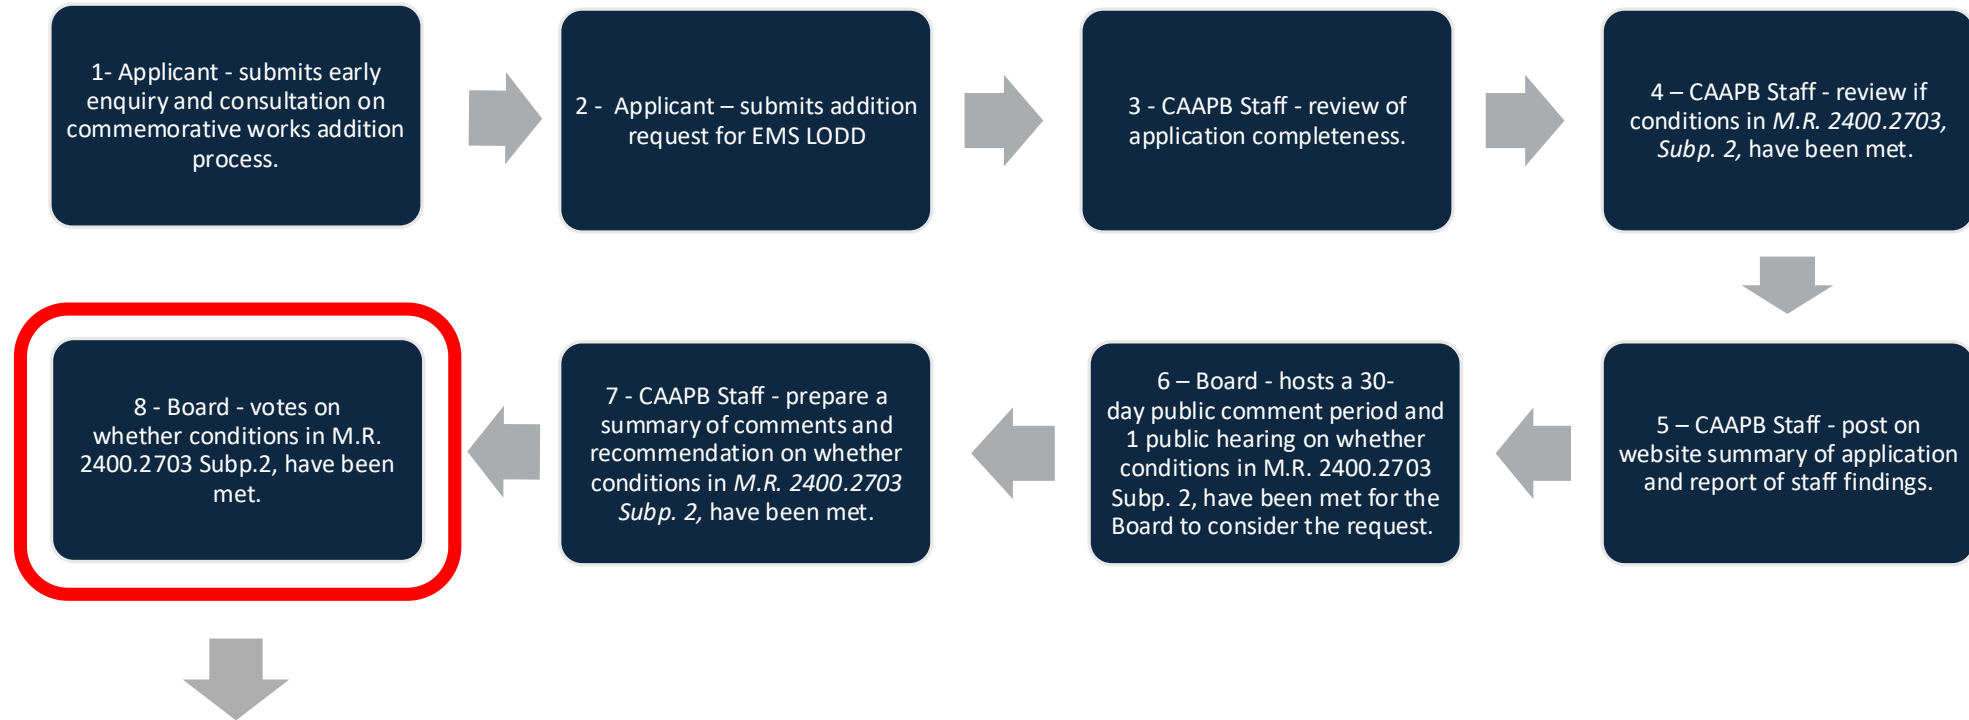 1- Applicant - submits early
enquiry and consultation on
commemorative works addition
process.
2 - Applicant – submits addition
request for EMS LODD
3 - CAAPB Staff - review of
application completeness.
4 – CAAPB Staff - review if
conditions in M.R. 2400.2703,
Subp. 2, have been met.
5 – CAAPB Staff - post on
website summary of application
and report of staff findings.
6 – Board - hosts a 30-
day public comment period and
1 public hearing on whether
conditions in M.R. 2400.2703
Subp. 2, have been met for the
Board to consider the request.
7 - CAAPB Staff - prepare a
summary of comments and
recommendation on whether
conditions in M.R. 2400.2703
Subp. 2, have been met.
8 - Board - votes on
whether conditions in M.R.
2400.2703 Subp.2, have been
met.